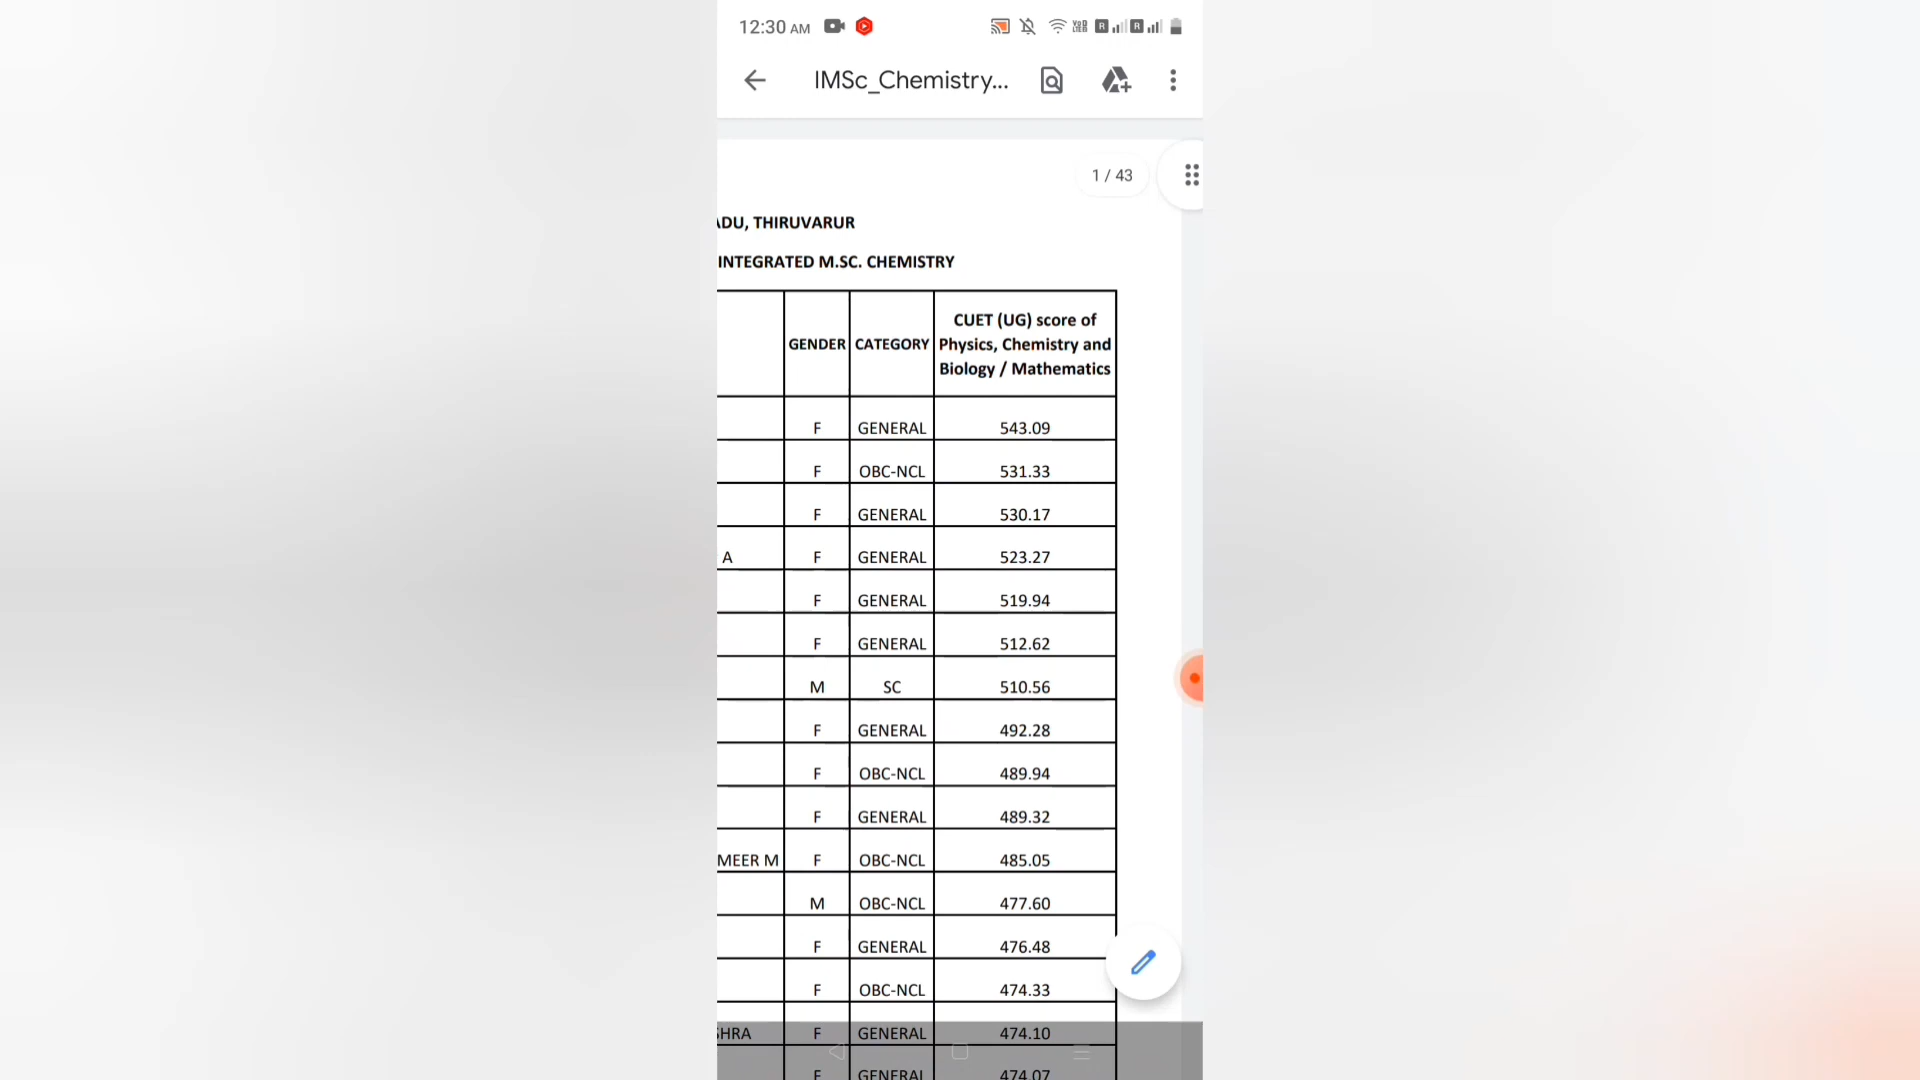 12:30 AM
IMSc_Chemistry...
1 / 43
ADU, THIRUVARUR
INTEGRATED M.SC. CHEMISTRY
GENDER CATEGORY CUET (UG) score of Physics, Chemistry and Biology / Mathematics
F GENERAL 543.09
F OBC-NCL 531.33
F GENERAL 530.17
A F GENERAL 523.27
F GENERAL 519.94
F GENERAL 512.62
M SC 510.56
F GENERAL 492.28
F OBC-NCL 489.94
F GENERAL 489.32
MEER M F OBC-NCL 485.05
M OBC-NCL 477.60
F GENERAL 476.48
F OBC-NCL 474.33
SHRA F GENERAL 474.10
F GENERAL 474.07